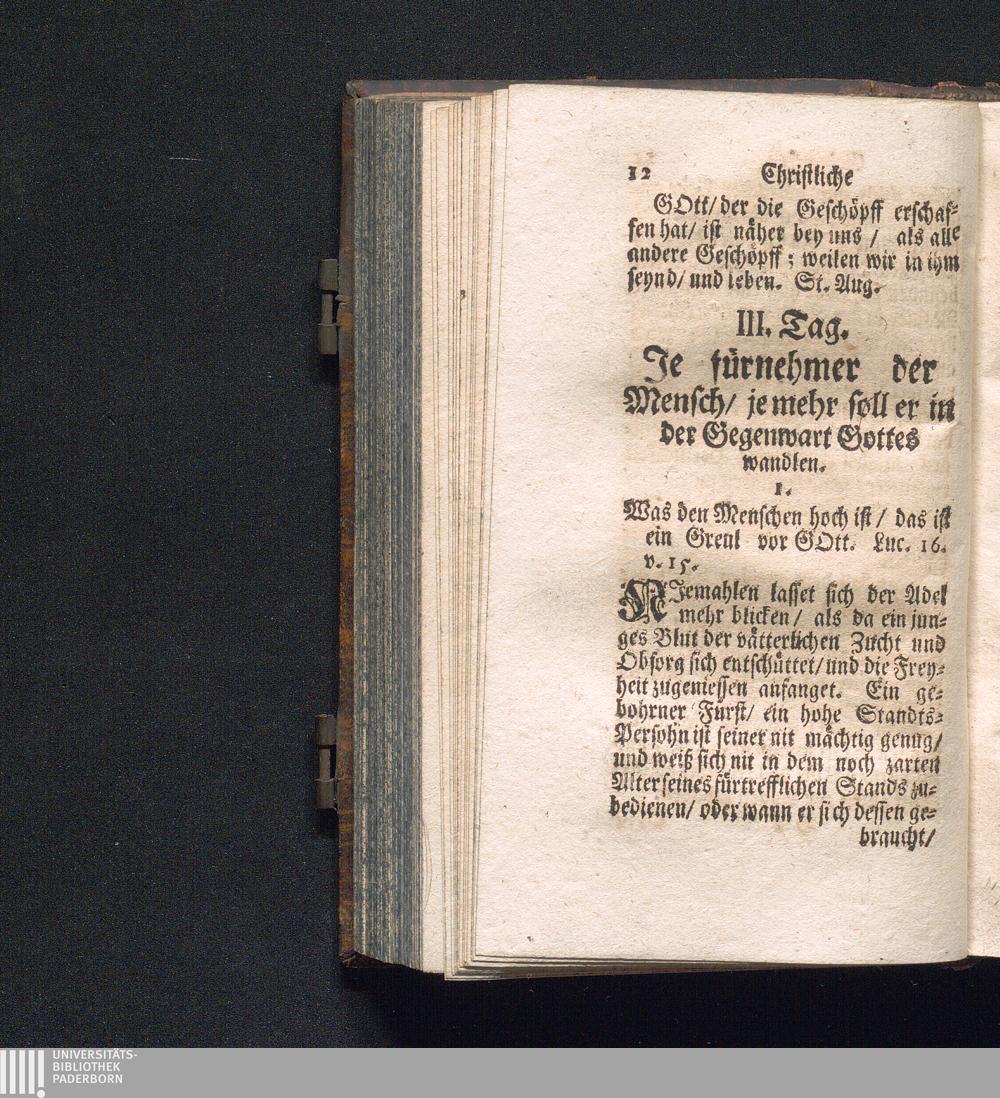 12 Christliche
GOtt/ der die Geschöpff erschaf-
fen hat/ ist näher bey uns / als alle
andere Geschöpff; weilen wir in ihm
seynd/ und leben. St. Aug.
III. Tag.
Je fürnehmer der
Mensch/ je mehr soll er in
der Gegenwart Gottes
wandlen.
1.
Was den Menschen hoch ist / das ist
ein Greul vor GOtt. Luc. 16.
v. 15.
NJemahlen lasset sich der Adel
mehr blicken/ als da ein jun-
ges Blut der vätterlichen Zucht und
Obsorg sich entschüttet/ und die Frey-
heit zugeniessen anfanget. Ein ge-
bohrner Fürst/ ein hohe Standts-
Persohn ist seiner nit mächtig genug/
und weiß sich nit in dem noch zarten
Alter seines fürtrefflichen Stands zu-
bedienen/ oder wann er sich dessen ge-
braucht/
UNIVERSITÄTS-
BIBLIOTHEK
PADERBORN